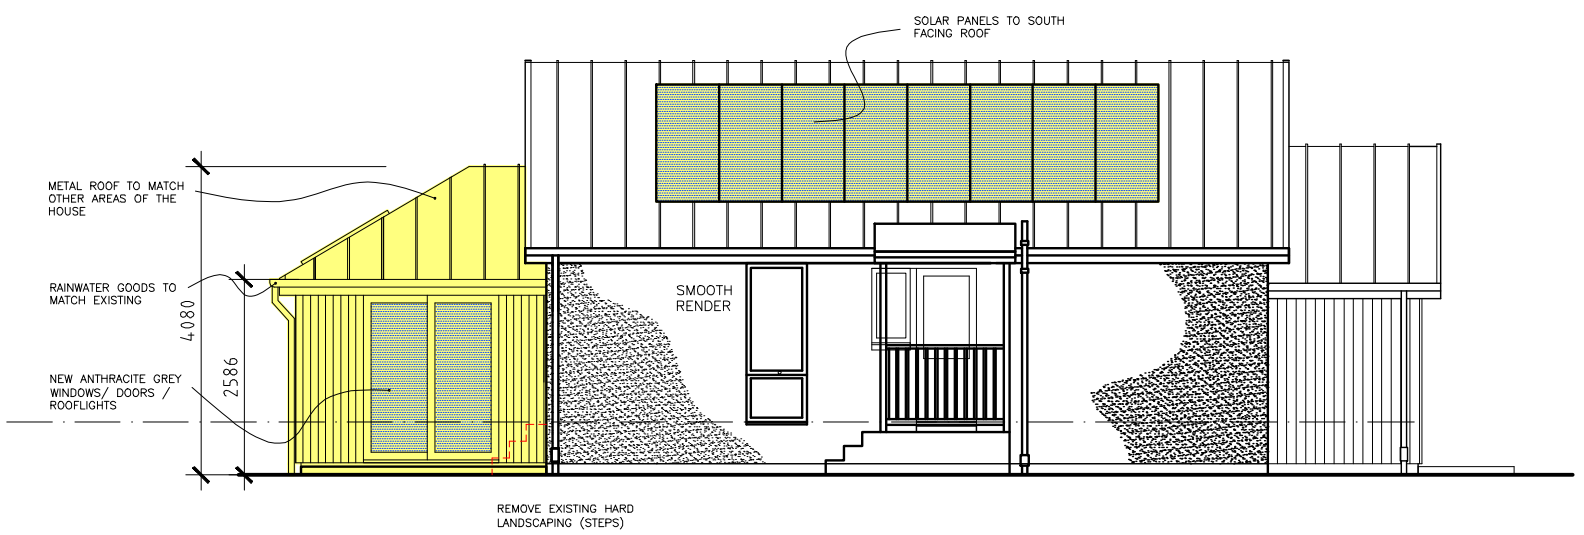 SOLAR PANELS TO SOUTH
FACING ROOF
METAL ROOF TO MATCH
OTHER AREAS OF THE
HOUSE
RAINWATER GOODS TO
MATCH EXISTING
4080
2586
SMOOTH
RENDER
NEW ANTHRACITE GREY
WINDOWS/ DOORS /
ROOFLIGHTS
REMOVE EXISTING HARD
LANDSCAPING (STEPS)